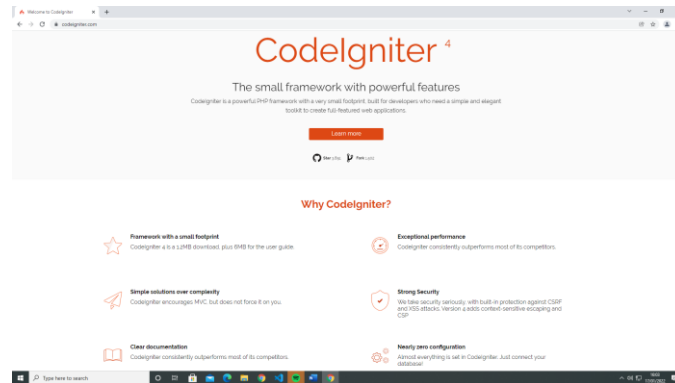 Welcome to CodeIgniter
codeigniter.com
CodeIgniter 4
The small framework with powerful features
CodeIgniter is a powerful PHP framework with a very small footprint, built for developers who need a simple and elegant
toolkit to create full-featured web applications.
Learn more
Star
Fork
Why CodeIgniter?
Framework with a small footprint
CodeIgniter 4 is a 1.2MB download, plus 6MB for the user guide.
Exceptional performance
CodeIgniter consistently outperforms most of its competitors.
Simple solutions over complexity
CodeIgniter encourages MVC, but does not force it on you.
Strong Security
We take security seriously, with built-in protection against CSRF
and XSS attacks. Version 4 adds context-sensitive escaping and
CSP
Clear documentation
CodeIgniter consistently outperforms most of its competitors.
Nearly zero configuration
Almost everything is set in CodeIgniter. Just connect your
database!
Type here to search